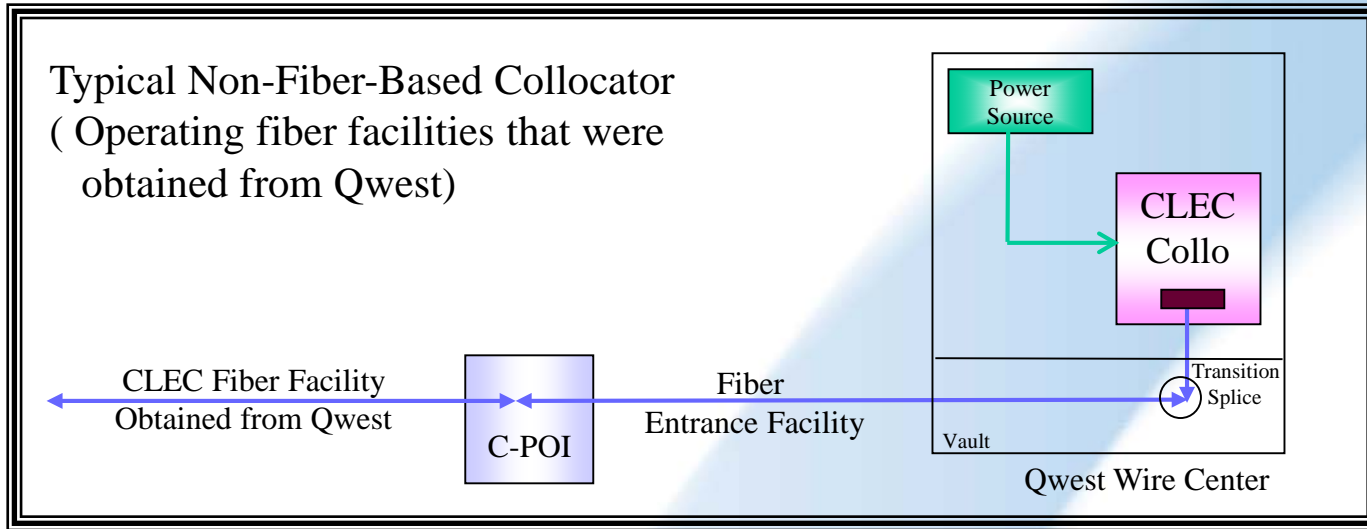 Typical Non-Fiber-Based Collocator
( Operating fiber facilities that were
obtained from Qwest)
Power
Source
CLEC
Collo
CLEC Fiber Facility
Obtained from Qwest
C-POI
Fiber
Entrance Facility
Transition
Splice
Vault
Qwest Wire Center